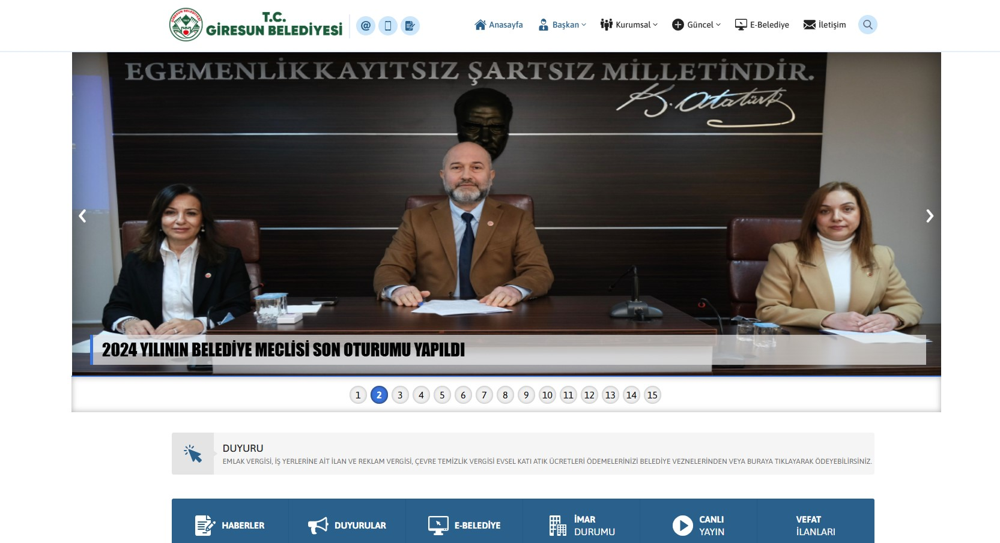 T.C.
GİRESUN BELEDİYESİ
Anasayfa
Başkan
Kurumsal
Güncel
E-Belediye
İletişim
EGEMENLİK KAYITSIZ ŞARTSIZ MİLLETİNDİR.
K. Atatürk
2024 YILININ BELEDİYE MECLİSİ SON OTURUMU YAPILDI
1 2 3 4 5 6 7 8 9 10 11 12 13 14 15
DUYURU
EMLAK VERGİSİ, İŞ YERLERİNE AİT İLAN VE REKLAM VERGİSİ, ÇEVRE TEMİZLİK VERGİSİ EVSEL KATI ATIK ÜCRETLERİ ÖDEMELERİNİZİ BELEDİYE VEZNELERİNDEN VEYA BURAYA TIKLAYARAK ÖDEYEBİLİRSİNİZ.
HABERLER
DUYURULAR
E-BELEDİYE
İMAR
DURUMU
CANLI
YAYIN
VEFAT
İLANLARI